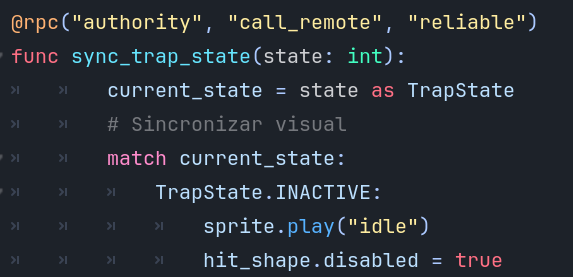 @rpc("authority", "call_remote", "reliable")
func sync_trap_state(state: int):
current_state = state as TrapState
# Sincronizar visual
match current_state:
TrapState.INACTIVE:
sprite.play("idle")
hit_shape.disabled = true